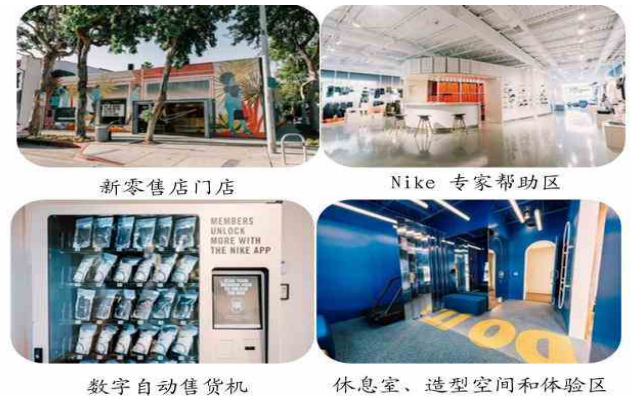 新零售店门店
Nike 专家帮助区
MEMBERS
UNLOCK
MORE WITH
THE NIKE APP
数字自动售货机
休息室、造型空间和体验区